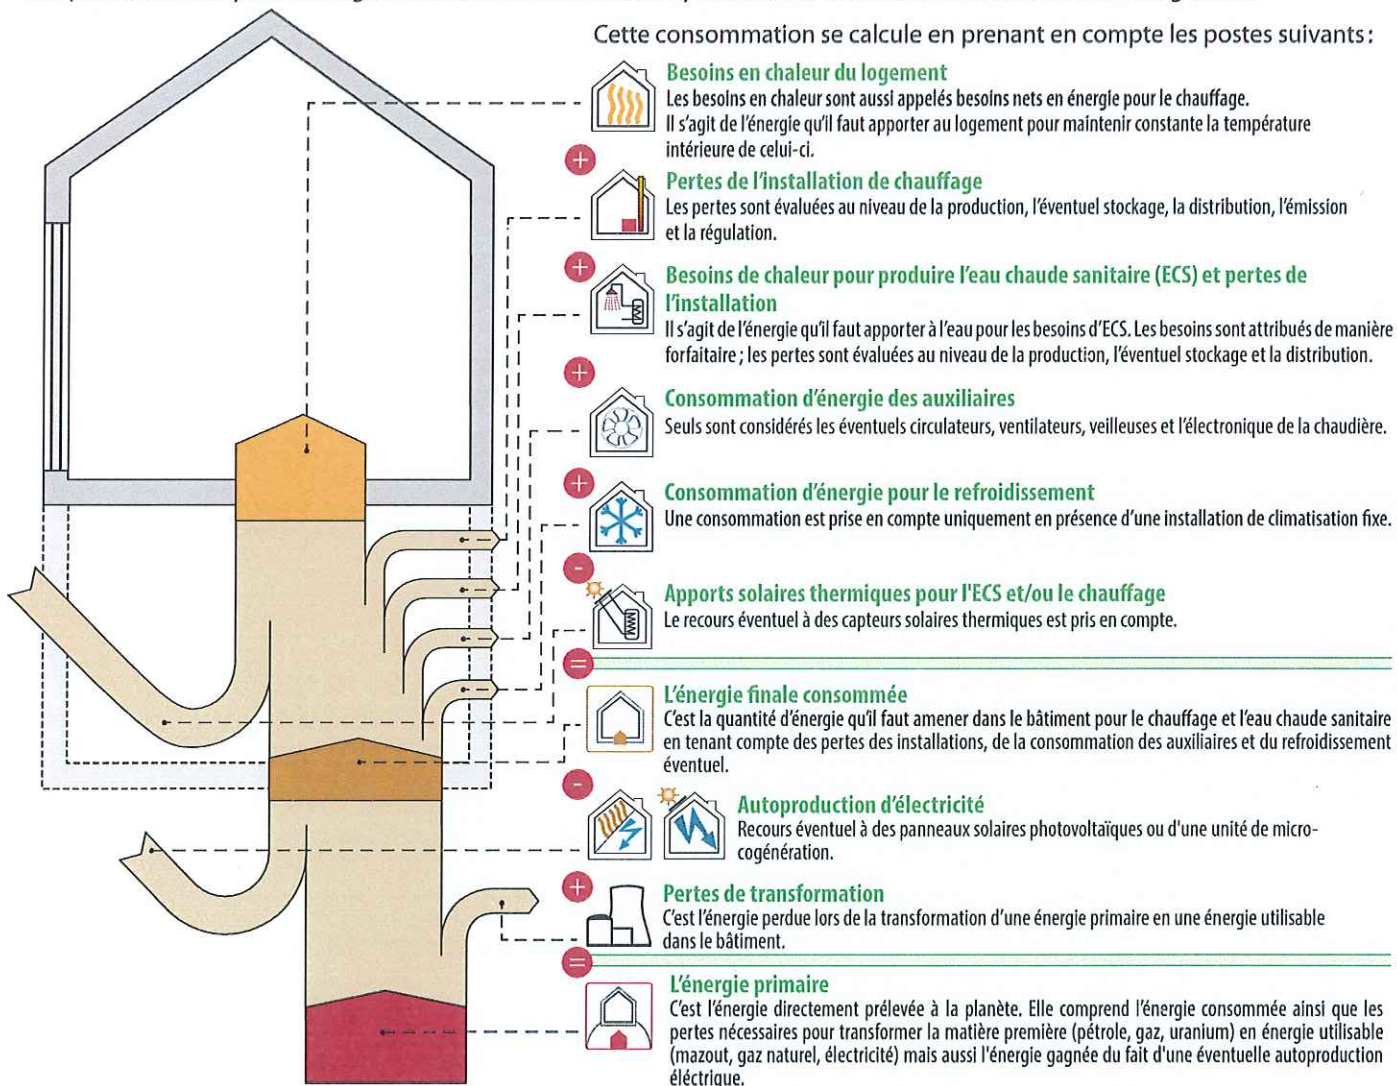 Cette consommation se calcule en prenant en compte les postes suivants :
Besoins en chaleur du logement
Les besoins en chaleur sont aussi appelés besoins nets en énergie pour le chauffage.
Il s'agit de l'énergie qu'il faut apporter au logement pour maintenir constante la température
intérieure de celui-ci.
+
Pertes de l'installation de chauffage
Les pertes sont évaluées au niveau de la production, l'éventuel stockage, la distribution, l'émission
et la régulation.
+
Besoins de chaleur pour produire l'eau chaude sanitaire (ECS) et pertes de
l'installation
Il s'agit de l'énergie qu'il faut apporter à l'eau pour les besoins d'ECS. Les besoins sont attribués de manière
forfaitaire ; les pertes sont évaluées au niveau de la production, l'éventuel stockage et la distribution.
+
Consommation d'énergie des auxiliaires
Seuls sont considérés les éventuels circulateurs, ventilateurs, veilleuses et l'électronique de la chaudière.
+
Consommation d'énergie pour le refroidissement
Une consommation est prise en compte uniquement en présence d'une installation de climatisation fixe.
-
Apports solaires thermiques pour l'ECS et/ou le chauffage
Le recours éventuel à des capteurs solaires thermiques est pris en compte.
=
L'énergie finale consommée
C'est la quantité d'énergie qu'il faut amener dans le bâtiment pour le chauffage et l'eau chaude sanitaire
en tenant compte des pertes des installations, de la consommation des auxiliaires et du refroidissement
éventuel.
-
Autoproduction d'électricité
Recours éventuel à des panneaux solaires photovoltaïques ou d'une unité de micro-
cogénération.
+
Pertes de transformation
C'est l'énergie perdue lors de la transformation d'une énergie primaire en une énergie utilisable
dans le bâtiment.
=
L'énergie primaire
C'est l'énergie directement prélevée à la planète. Elle comprend l'énergie consommée ainsi que les
pertes nécessaires pour transformer la matière première (pétrole, gaz, uranium) en énergie utilisable
(mazout, gaz naturel, électricité) mais aussi l'énergie gagnée du fait d'une éventuelle autoproduction
éléctrique.